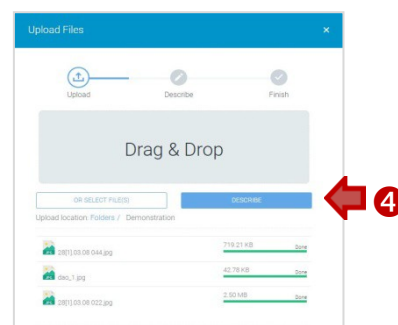 Upload Files ×
Upload Describe Finish
Drag & Drop
OR SELECT FILE(S) DESCRIBE
4
Upload location Folders / Demonstration
28[1].03.08 044.jpg 719.21 KB Done
dao_1.jpg 42.78 KB Done
28[1].03.08 022.jpg 2.50 MB Done